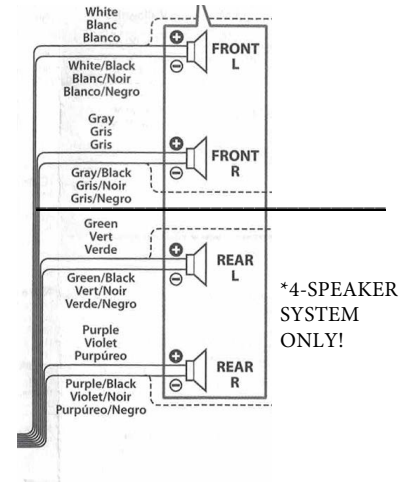 White
Blanc
Blanco
FRONT
L
White/Black
Blanc/Noir
Blanco/Negro
Gray
Gris
Gris
FRONT
R
Gray/Black
Gris/Noir
Gris/Negro
Green
Vert
Verde
REAR
L
Green/Black
Vert/Noir
Verde/Negro
*4-SPEAKER
SYSTEM
ONLY!
Purple
Violet
Purpúreo
REAR
R
Purple/Black
Violet/Noir
Purpúreo/Negro